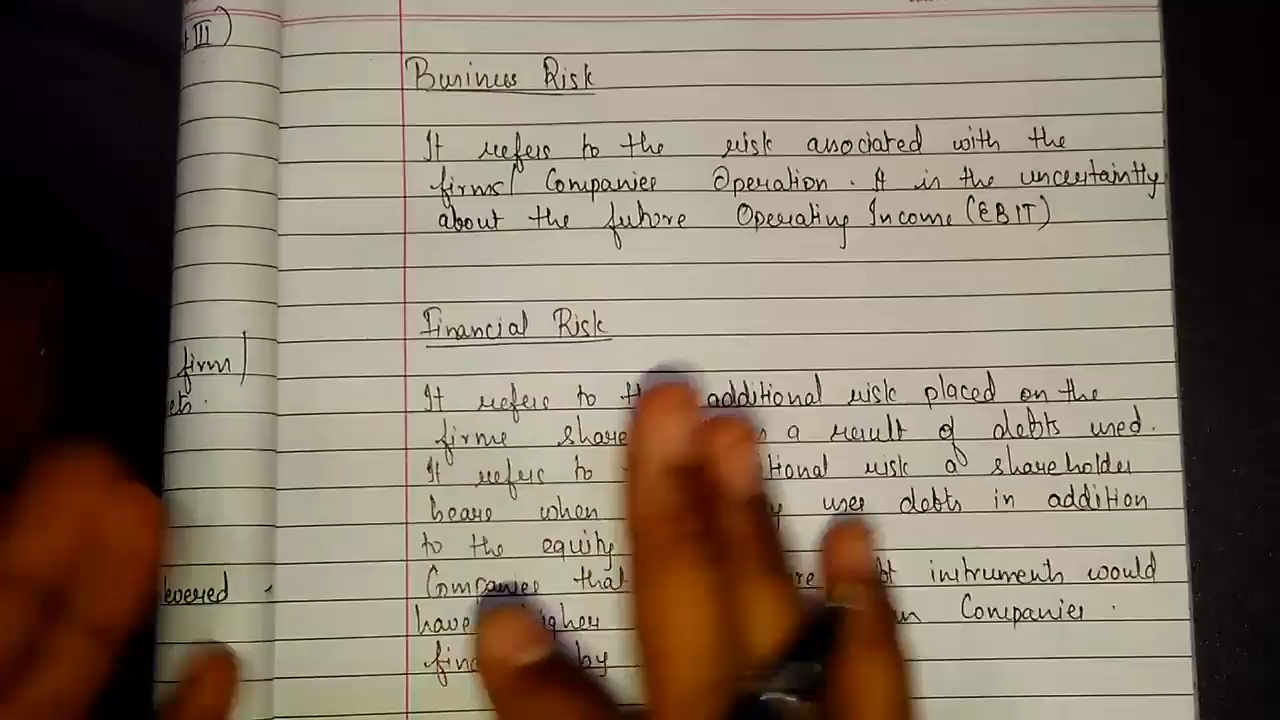 III)
Business Risk
It refers to the risk associated with the
firms/ Companies Operation. It is the uncertaintly
about the future Operating Income (EBIT)
Financial Risk
firm/
It refers to additional risk placed on the
firms share a result of debts used.
It refers to risk a shareholder
bears when uses debts in addition
to the equity
levered
Companies that instruments would
have Companies.
by